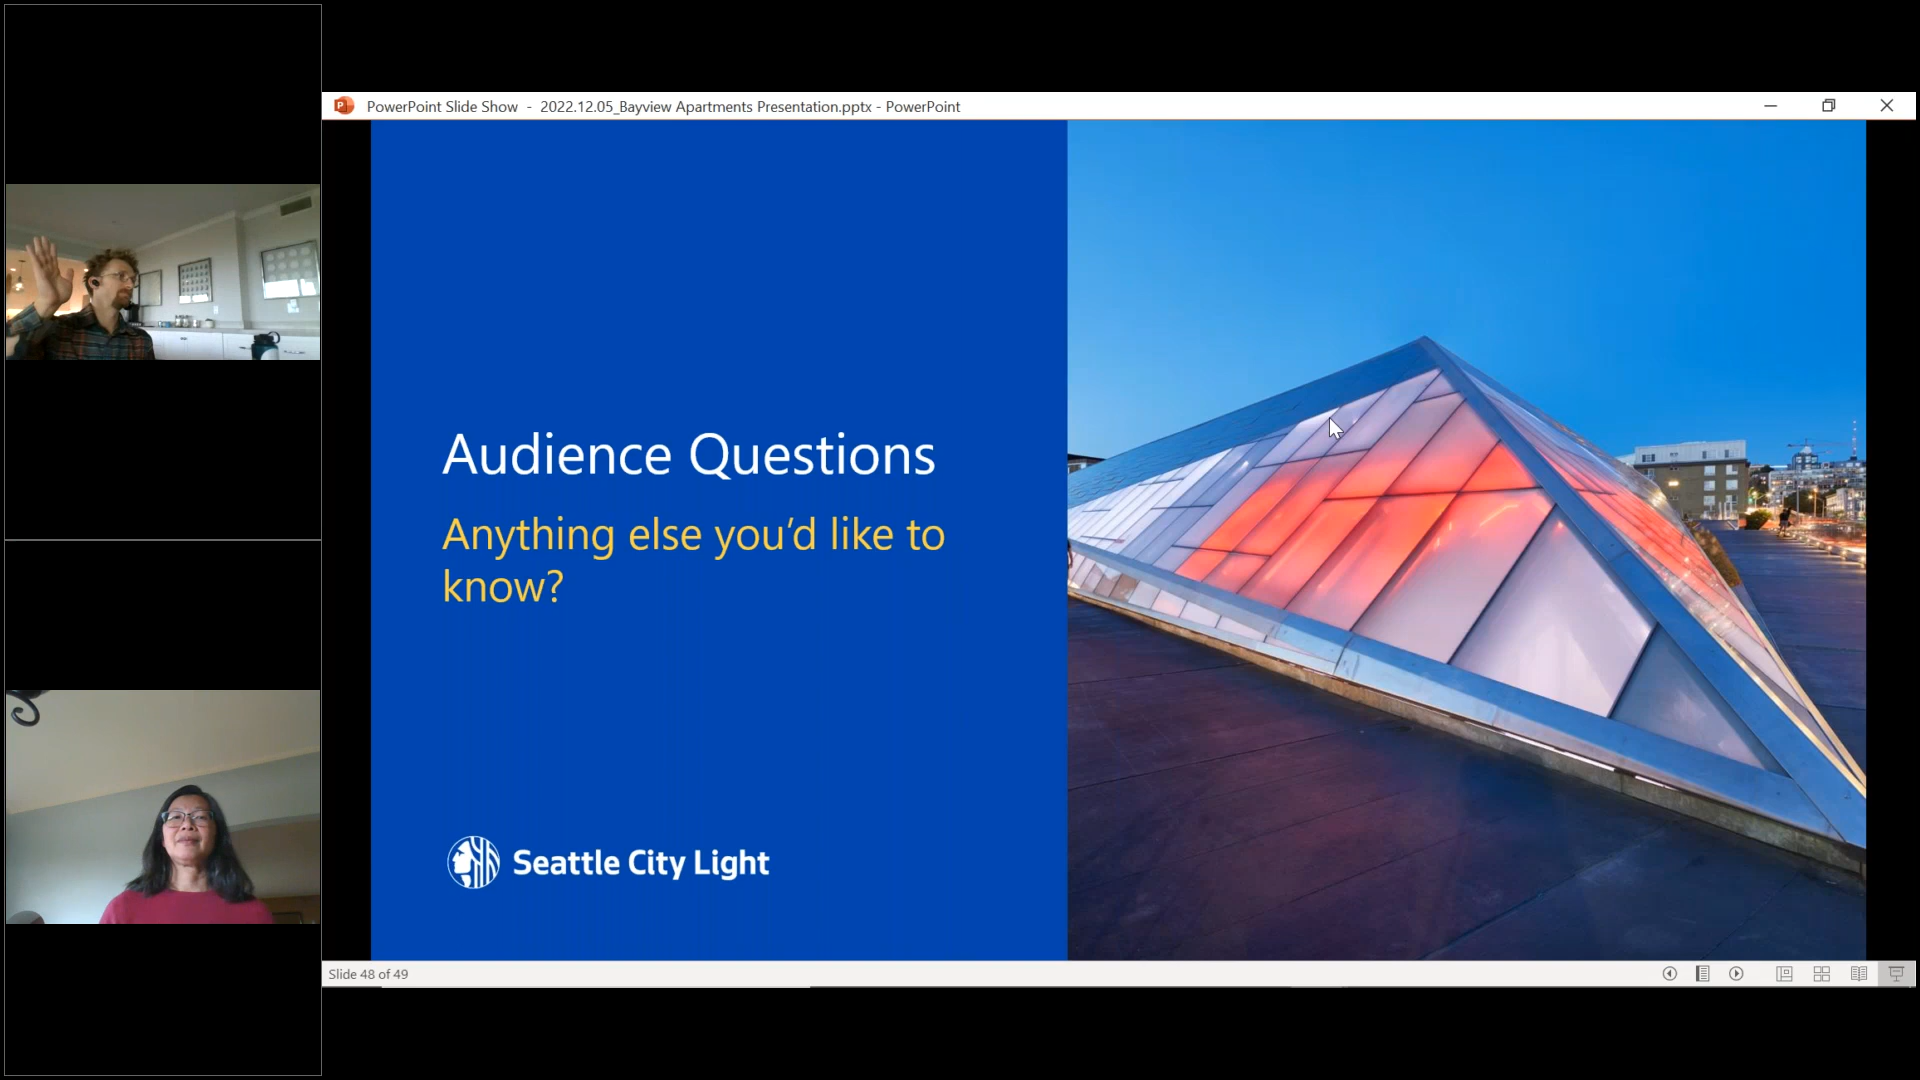 PowerPoint Slide Show - 2022.12.05_Bayview Apartments Presentation.pptx - PowerPoint
Audience Questions
Anything else you'd like to
know?
Seattle City Light
Slide 48 of 49